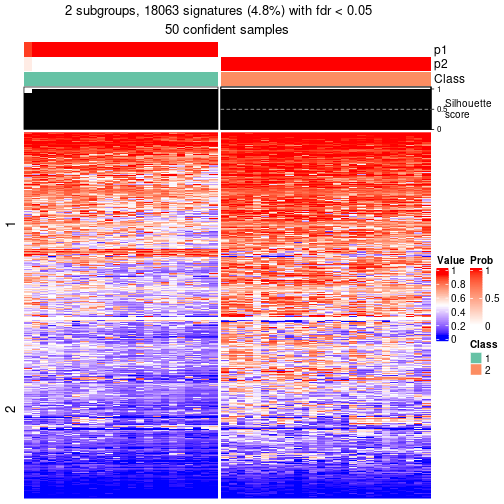 2 subgroups, 18063 signatures (4.8%) with fdr < 0.05
50 confident samples
p1
p2
Class
1
0.5
0
Silhouette
score
1
2
Value
1
0.8
0.6
0.4
0.2
0
Prob
1
0.5
0
Class
1
2